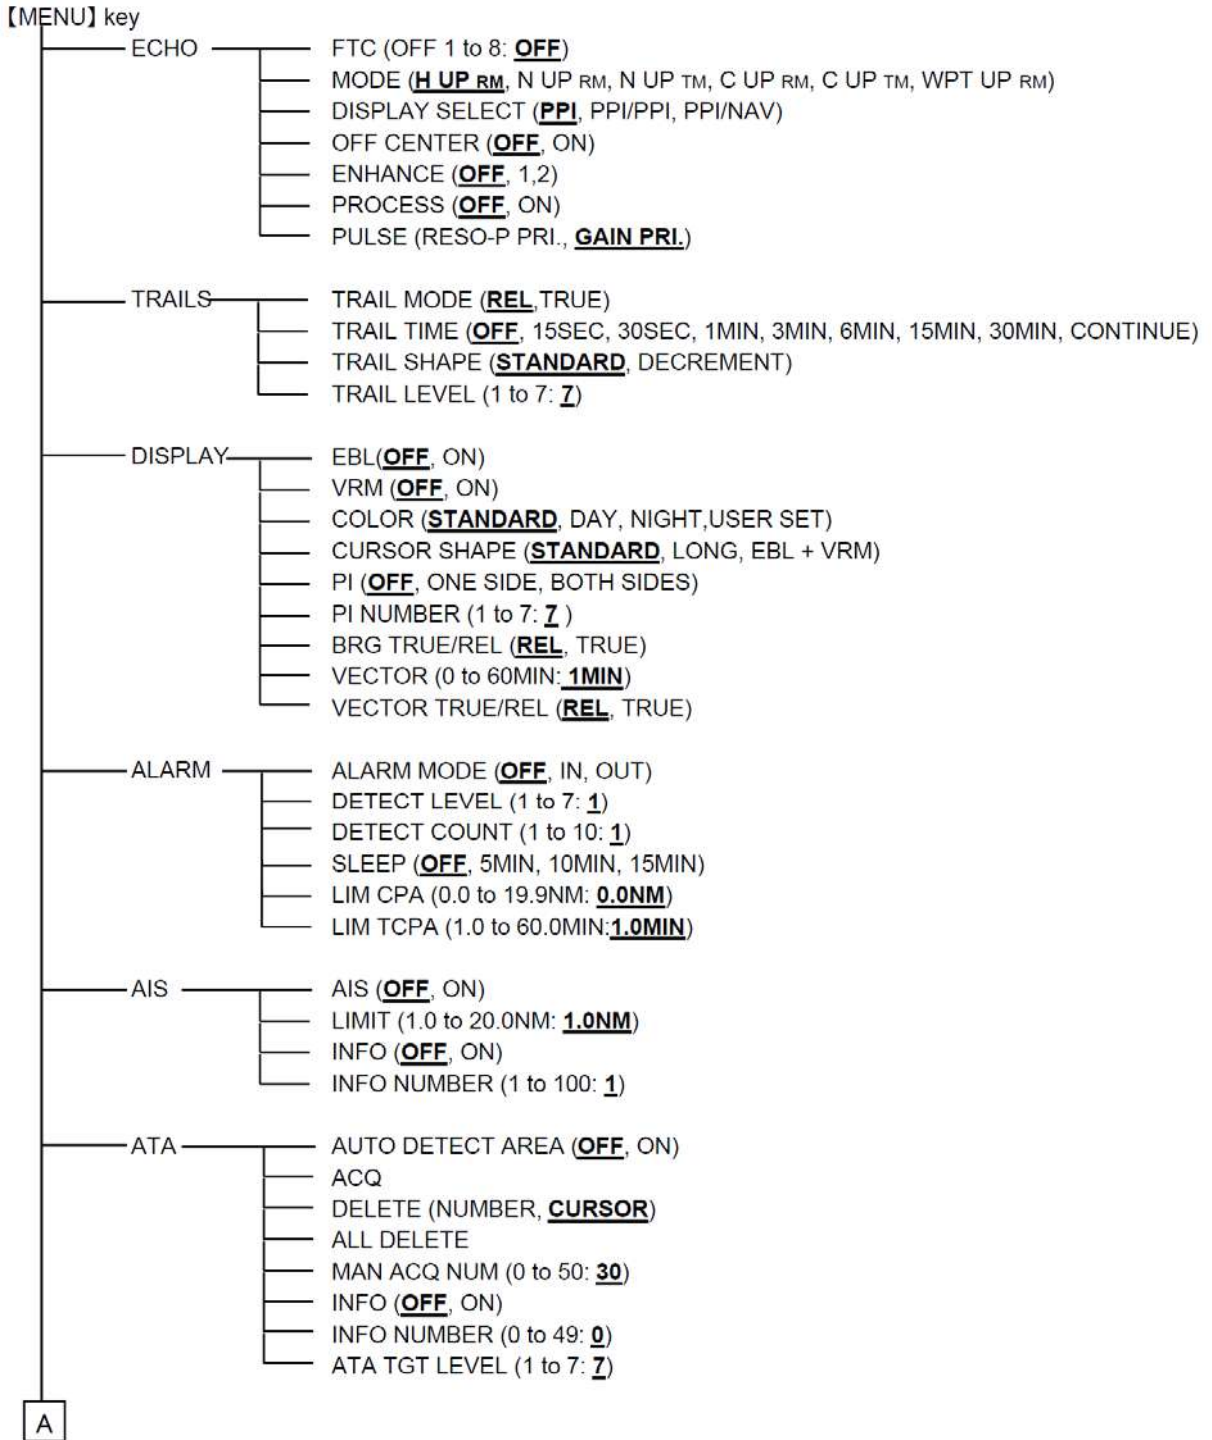 【MENU】 key
ECHO FTC (OFF 1 to 8: OFF)
MODE (H UP RM, N UP RM, N UP TM, C UP RM, C UP TM, WPT UP RM)
DISPLAY SELECT (PPI, PPI/PPI, PPI/NAV)
OFF CENTER (OFF, ON)
ENHANCE (OFF, 1,2)
PROCESS (OFF, ON)
PULSE (RESO-P PRI., GAIN PRI.)
TRAILS TRAIL MODE (REL,TRUE)
TRAIL TIME (OFF, 15SEC, 30SEC, 1MIN, 3MIN, 6MIN, 15MIN, 30MIN, CONTINUE)
TRAIL SHAPE (STANDARD, DECREMENT)
TRAIL LEVEL (1 to 7: 7)
DISPLAY EBL(OFF, ON)
VRM (OFF, ON)
COLOR (STANDARD, DAY, NIGHT,USER SET)
CURSOR SHAPE (STANDARD, LONG, EBL + VRM)
PI (OFF, ONE SIDE, BOTH SIDES)
PI NUMBER (1 to 7: 7 )
BRG TRUE/REL (REL, TRUE)
VECTOR (0 to 60MIN: 1MIN)
VECTOR TRUE/REL (REL, TRUE)
ALARM ALARM MODE (OFF, IN, OUT)
DETECT LEVEL (1 to 7: 1)
DETECT COUNT (1 to 10: 1)
SLEEP (OFF, 5MIN, 10MIN, 15MIN)
LIM CPA (0.0 to 19.9NM: 0.0NM)
LIM TCPA (1.0 to 60.0MIN:1.0MIN)
AIS AIS (OFF, ON)
LIMIT (1.0 to 20.0NM: 1.0NM)
INFO (OFF, ON)
INFO NUMBER (1 to 100: 1)
ATA AUTO DETECT AREA (OFF, ON)
ACQ
DELETE (NUMBER, CURSOR)
ALL DELETE
MAN ACQ NUM (0 to 50: 30)
INFO (OFF, ON)
INFO NUMBER (0 to 49: 0)
ATA TGT LEVEL (1 to 7: 7)
A